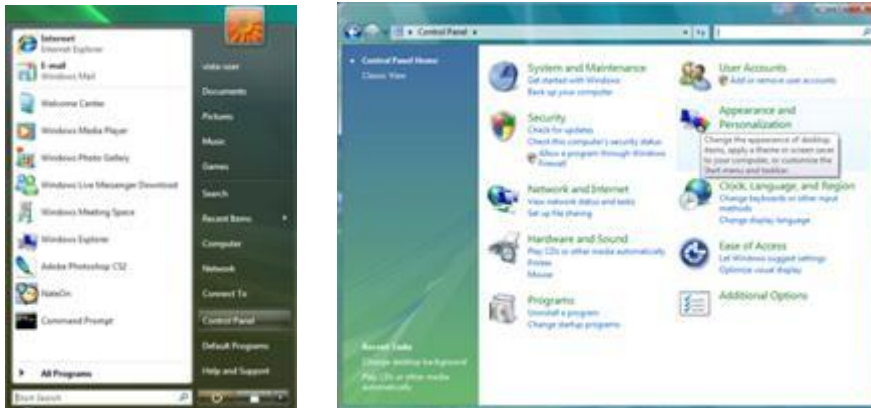 Internet
Internet Explorer
E-mail
Windows Mail
Welcome Center
Windows Media Player
Windows Photo Gallery
Windows Live Messenger Download
Windows Meeting Space
Windows Explorer
Adobe Photoshop CS2
NateOn
Command Prompt
All Programs
Start Search
vista user
Documents
Pictures
Music
Games
Search
Recent Items
Computer
Network
Connect To
Control Panel
Default Programs
Help and Support
Control Panel
Control Panel Home
Classic View
System and Maintenance
Get started with Windows
Back up your computer
Security
Check for updates
Check this computer's security status
Allow a program through Windows
Firewall
Network and Internet
View network status and tasks
Set up file sharing
Hardware and Sound
Play CDs or other media automatically
Printer
Mouse
Programs
Uninstall a program
Change startup programs
User Accounts
Add or remove user accounts
Appearance and
Personalization
Change the appearance of desktop
items, apply a theme or screen saver
to your computer, or customize the
Start menu and taskbar.
Clock, Language, and Region
Change keyboards or other input
methods
Change display language
Ease of Access
Let Windows suggest settings
Optimize visual display
Additional Options
Recent Tasks
Change desktop background
Play CDs or other media
automatically